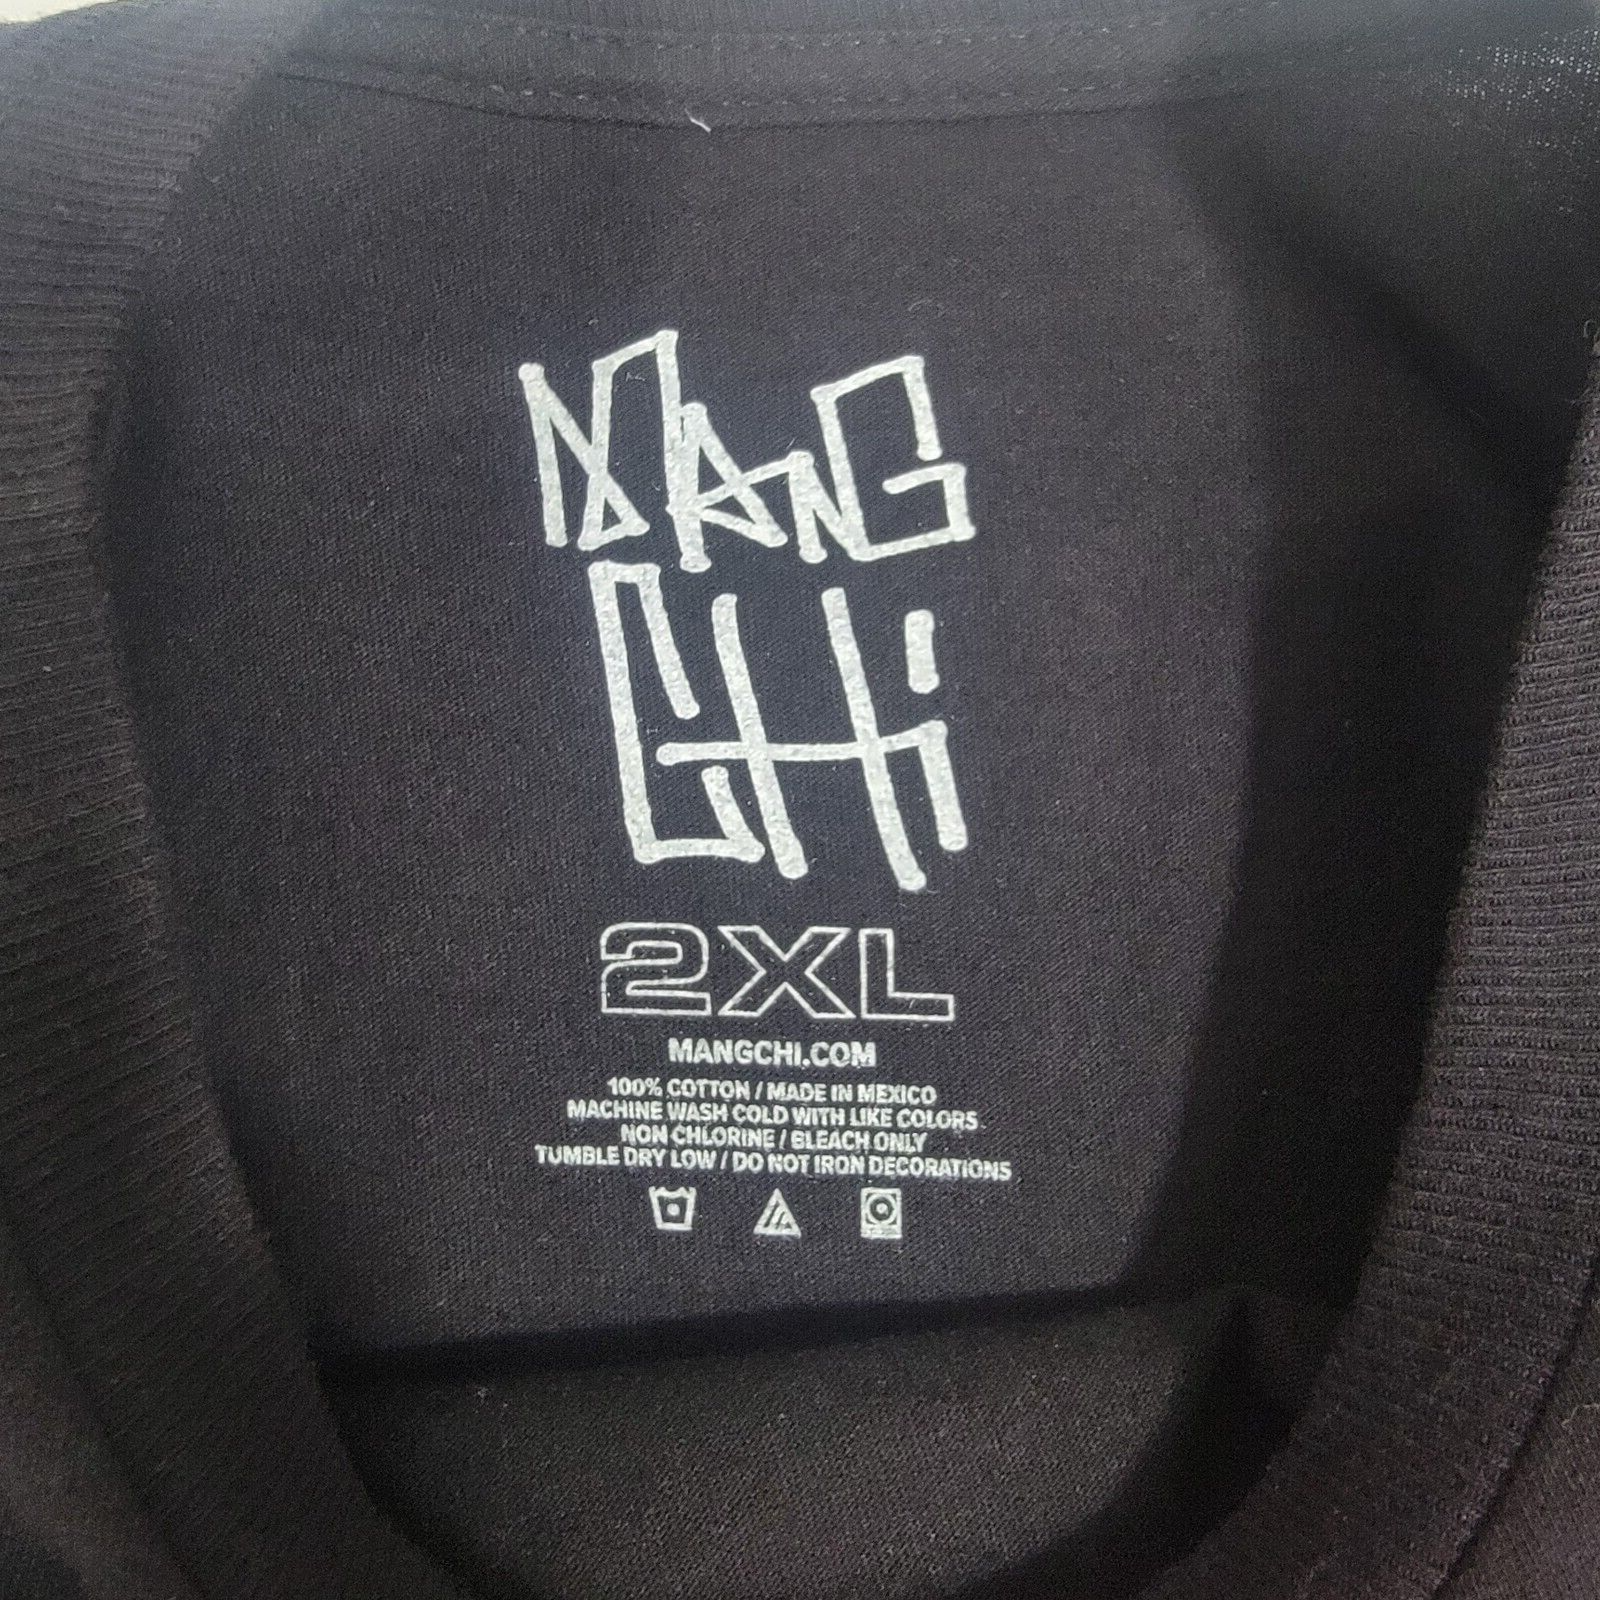 MANG
CHi
2XL
MANGCHI.COM
100% COTTON / MADE IN MEXICO
MACHINE WASH COLD WITH LIKE COLORS
NON CHLORINE / BLEACH ONLY
TUMBLE DRY LOW / DO NOT IRON DECORATIONS